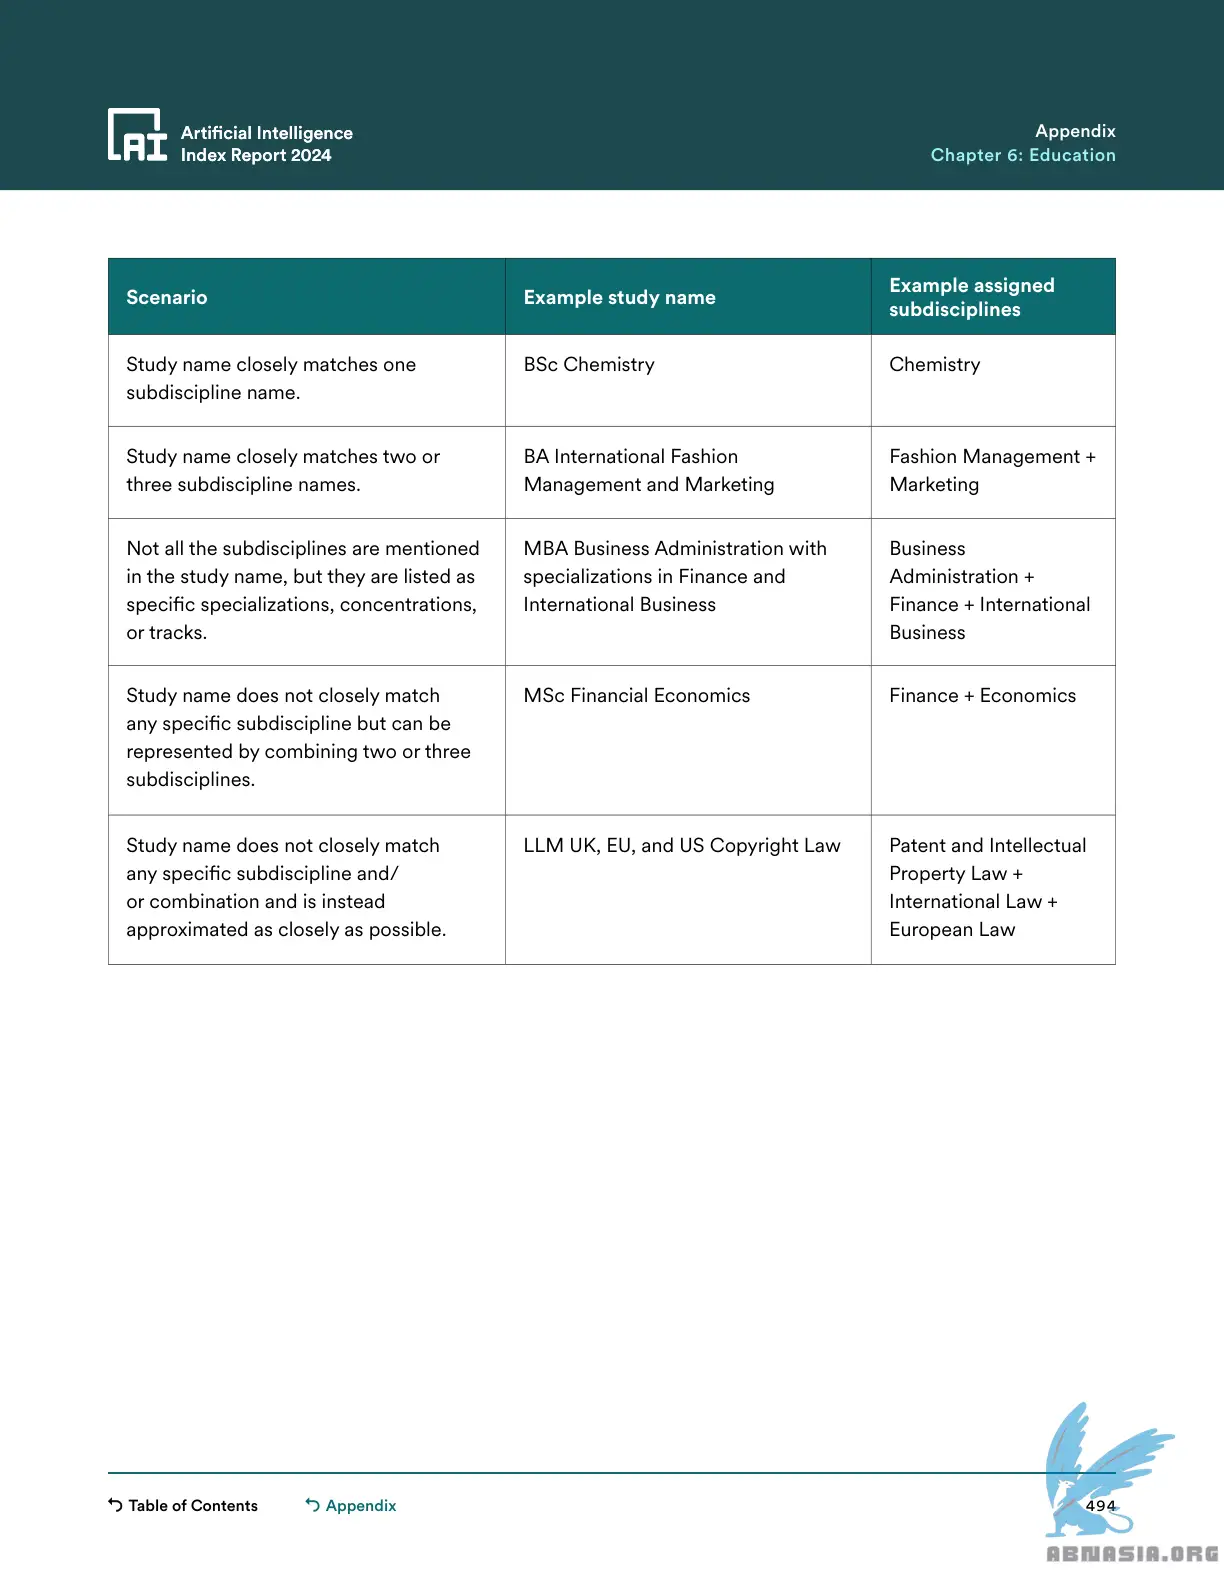 Artificial Intelligence
Index Report 2024
Appendix
Chapter 6: Education
Scenario
Example study name
Example assigned
subdisciplines
Study name closely matches one
subdiscipline name.
BSc Chemistry
Chemistry
Study name closely matches two or
three subdiscipline names.
BA International Fashion
Management and Marketing
Fashion Management +
Marketing
Not all the subdisciplines are mentioned
in the study name, but they are listed as
specific specializations, concentrations,
or tracks.
MBA Business Administration with
specializations in Finance and
International Business
Business
Administration +
Finance + International
Business
Study name does not closely match
any specific subdiscipline but can be
represented by combining two or three
subdisciplines.
MSc Financial Economics
Finance + Economics
Study name does not closely match
any specific subdiscipline and/
or combination and is instead
approximated as closely as possible.
LLM UK, EU, and US Copyright Law
Patent and Intellectual
Property Law +
International Law +
European Law
Table of Contents
Appendix
494
ABNASIA.ORG